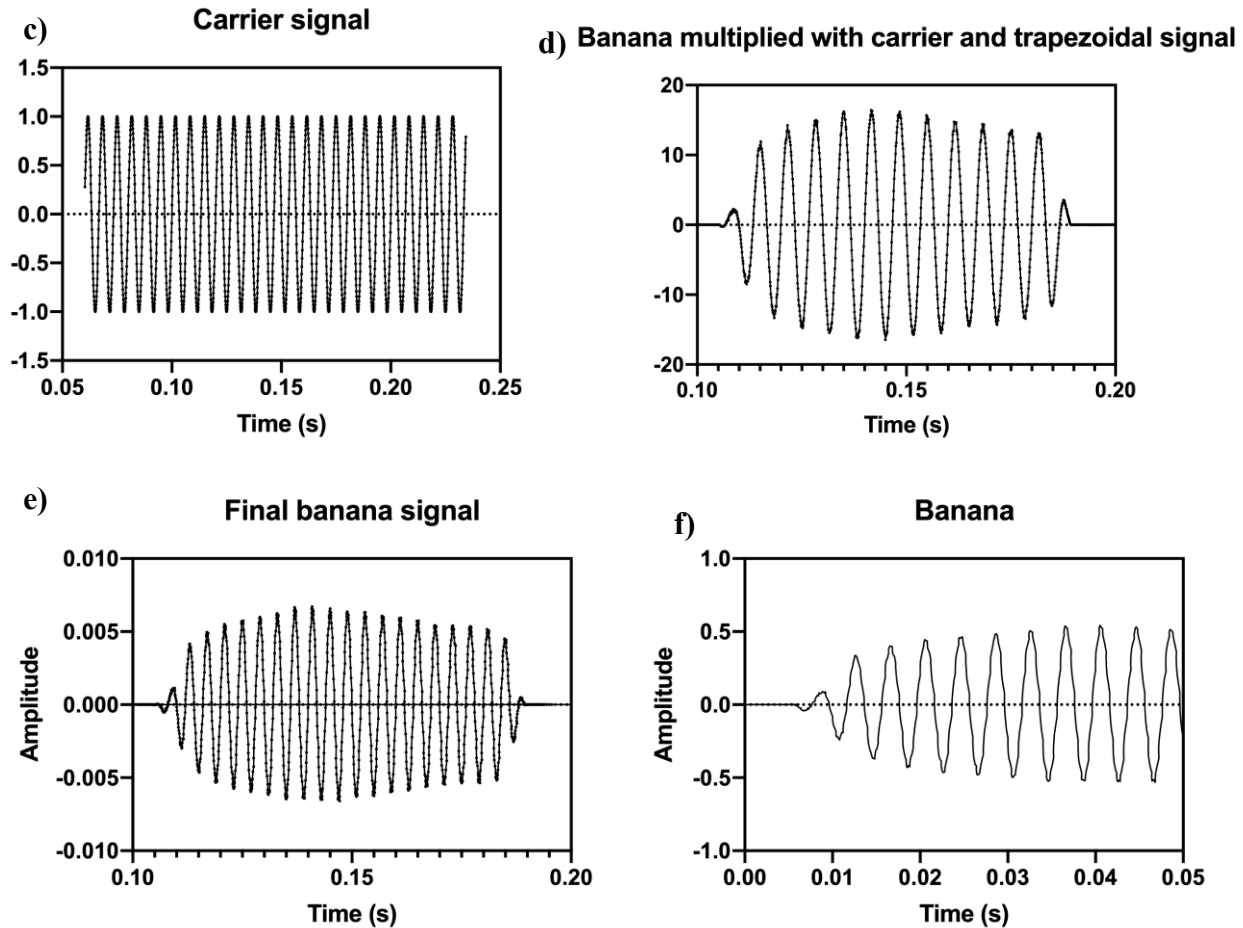 c)
Carrier signal
1.5
1.0
0.5
0.0
-0.5
-1.0
-1.5
0.05
0.10
0.15
0.20
0.25
Time (s)
d)
Banana multiplied with carrier and trapezoidal signal
20
10
0
-10
-20
0.10
0.15
0.20
Time (s)
e)
Final banana signal
Amplitude
0.010
0.005
0.000
-0.005
-0.010
0.10
0.15
0.20
Time (s)
f)
Banana
Amplitude
1.0
0.5
0.0
-0.5
-1.0
0.00
0.01
0.02
0.03
0.04
0.05
Time (s)